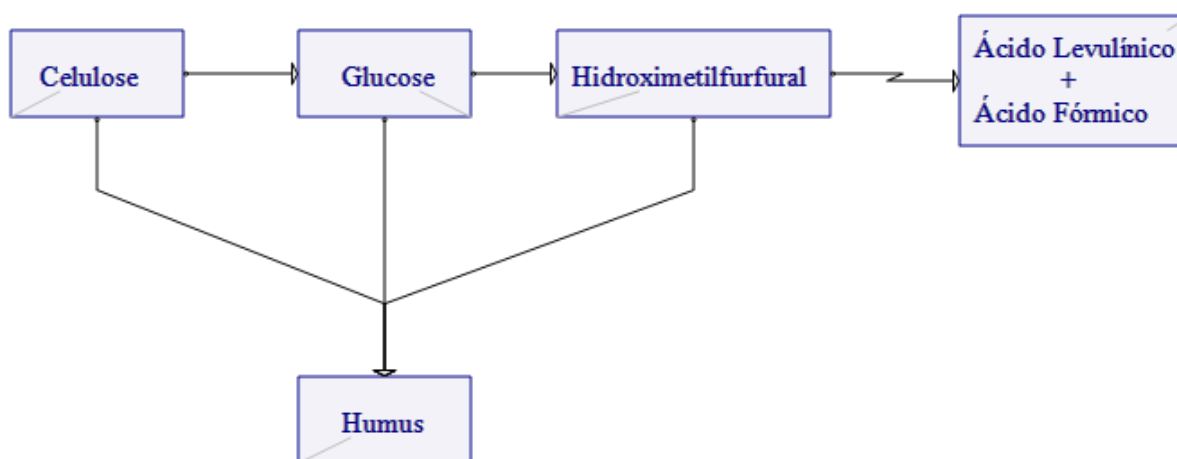 Celulose
Glucose
Hidroximetilfurfural
Ácido Levulínico
+
Ácido Fórmico
Humus